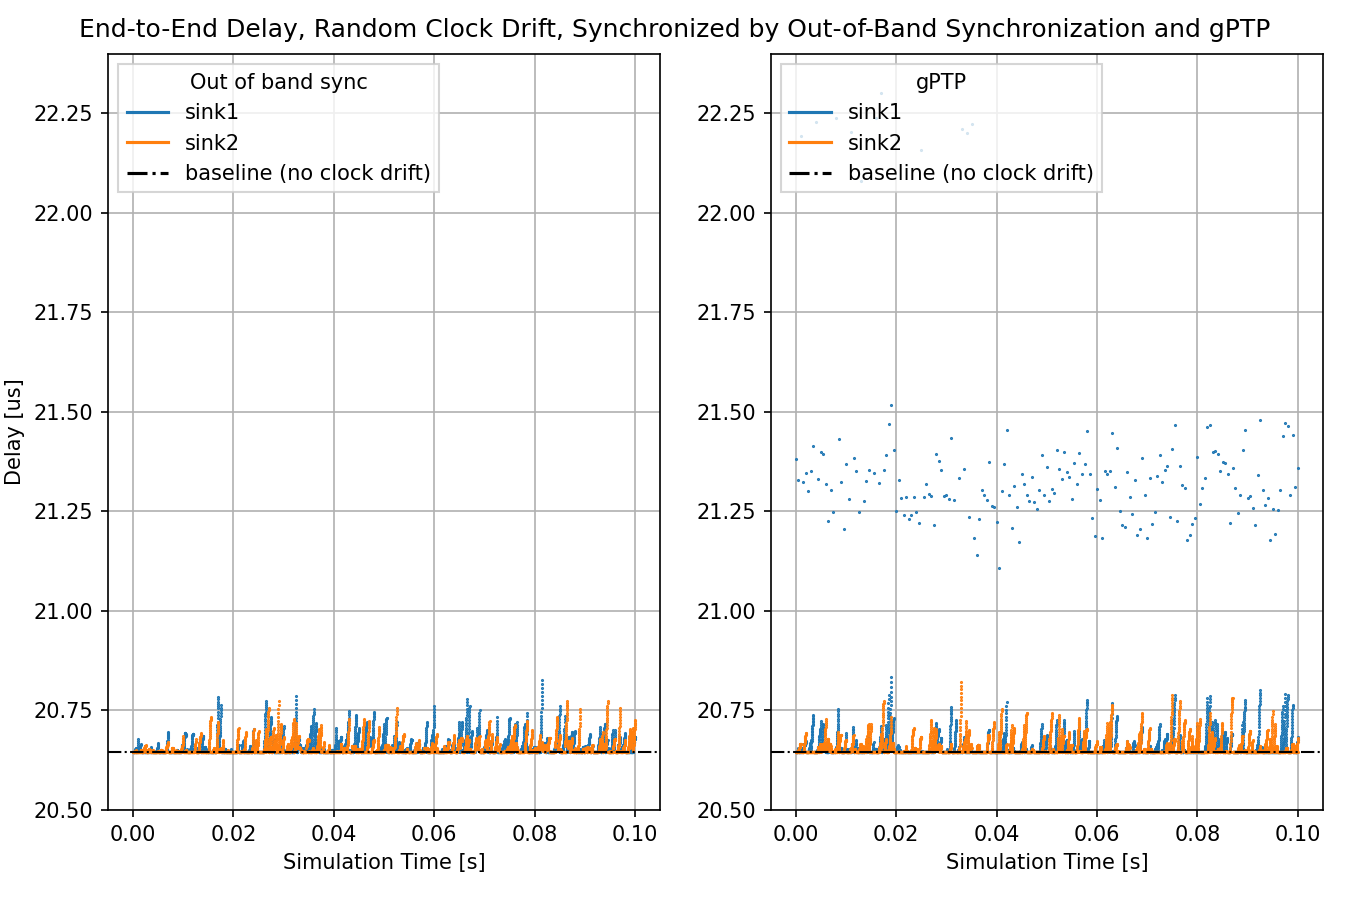 End-to-End Delay, Random Clock Drift, Synchronized by Out-of-Band Synchronization and gPTP
Out of band sync
sink1
sink2
baseline (no clock drift)
22.25
22.00
21.75
21.50
21.25
21.00
20.75
20.50
Delay [us]
0.00 0.02 0.04 0.06 0.08 0.10
Simulation Time [s]
gPTP
sink1
sink2
baseline (no clock drift)
22.25
22.00
21.75
21.50
21.25
21.00
20.75
20.50
0.00 0.02 0.04 0.06 0.08 0.10
Simulation Time [s]